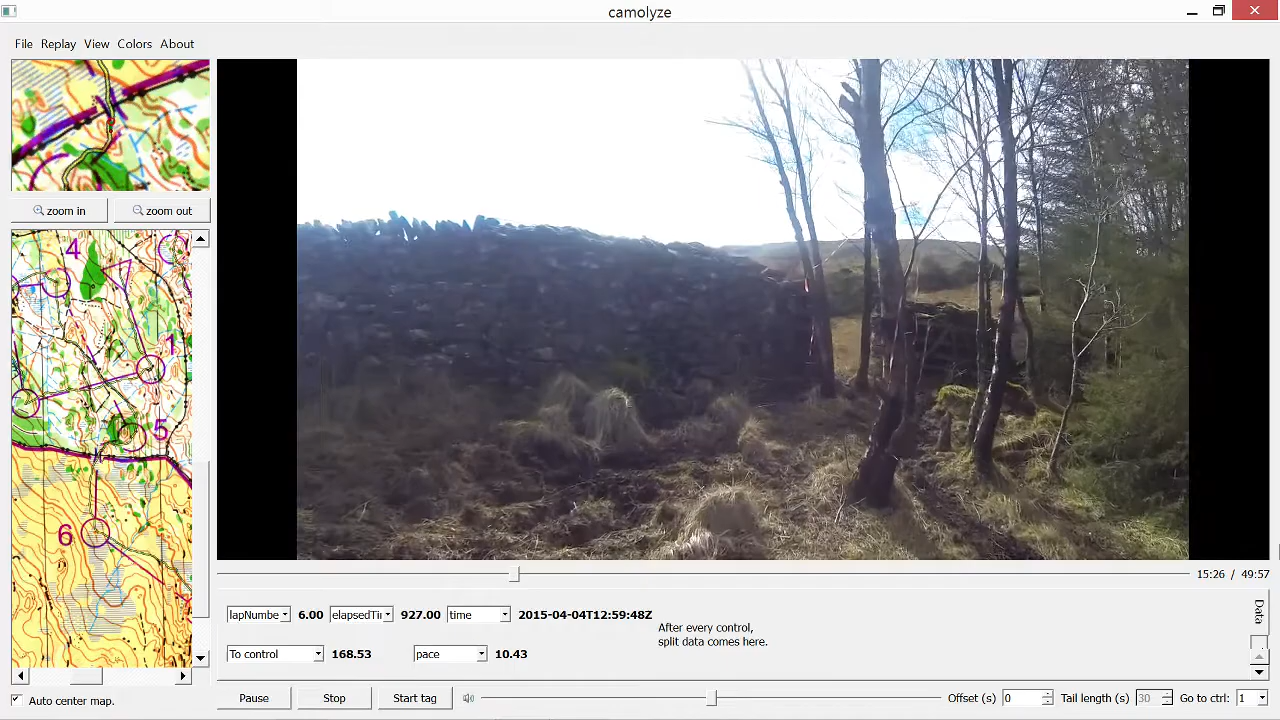 camolyze
File Replay View Colors About
zoom in zoom out
4
1
5
6
15:26 / 49:57
lapNumbe 6.00 elapsedTi 927.00 time 2015-04-04T12:59:48Z
After every control,
split data comes here.
To control 168.53 pace 10.43
Data
Auto center map.
Pause Stop Start tag Offset (s) 0 Tail length (s) 30 Go to ctrl: 1